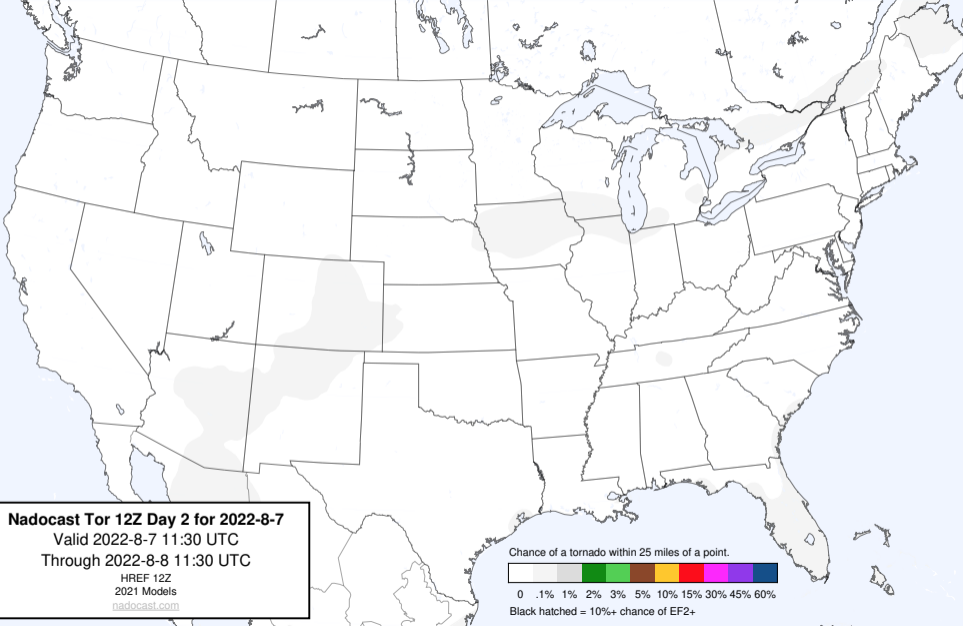 Nadocast Tor 12Z Day 2 for 2022-8-7
Valid 2022-8-7 11:30 UTC
Through 2022-8-8 11:30 UTC
HREF 12Z
2021 Models
nadocast.com
Chance of a tornado within 25 miles of a point.
0 .1% 1% 2% 3% 5% 10% 15% 30% 45% 60%
Black hatched = 10%+ chance of EF2+